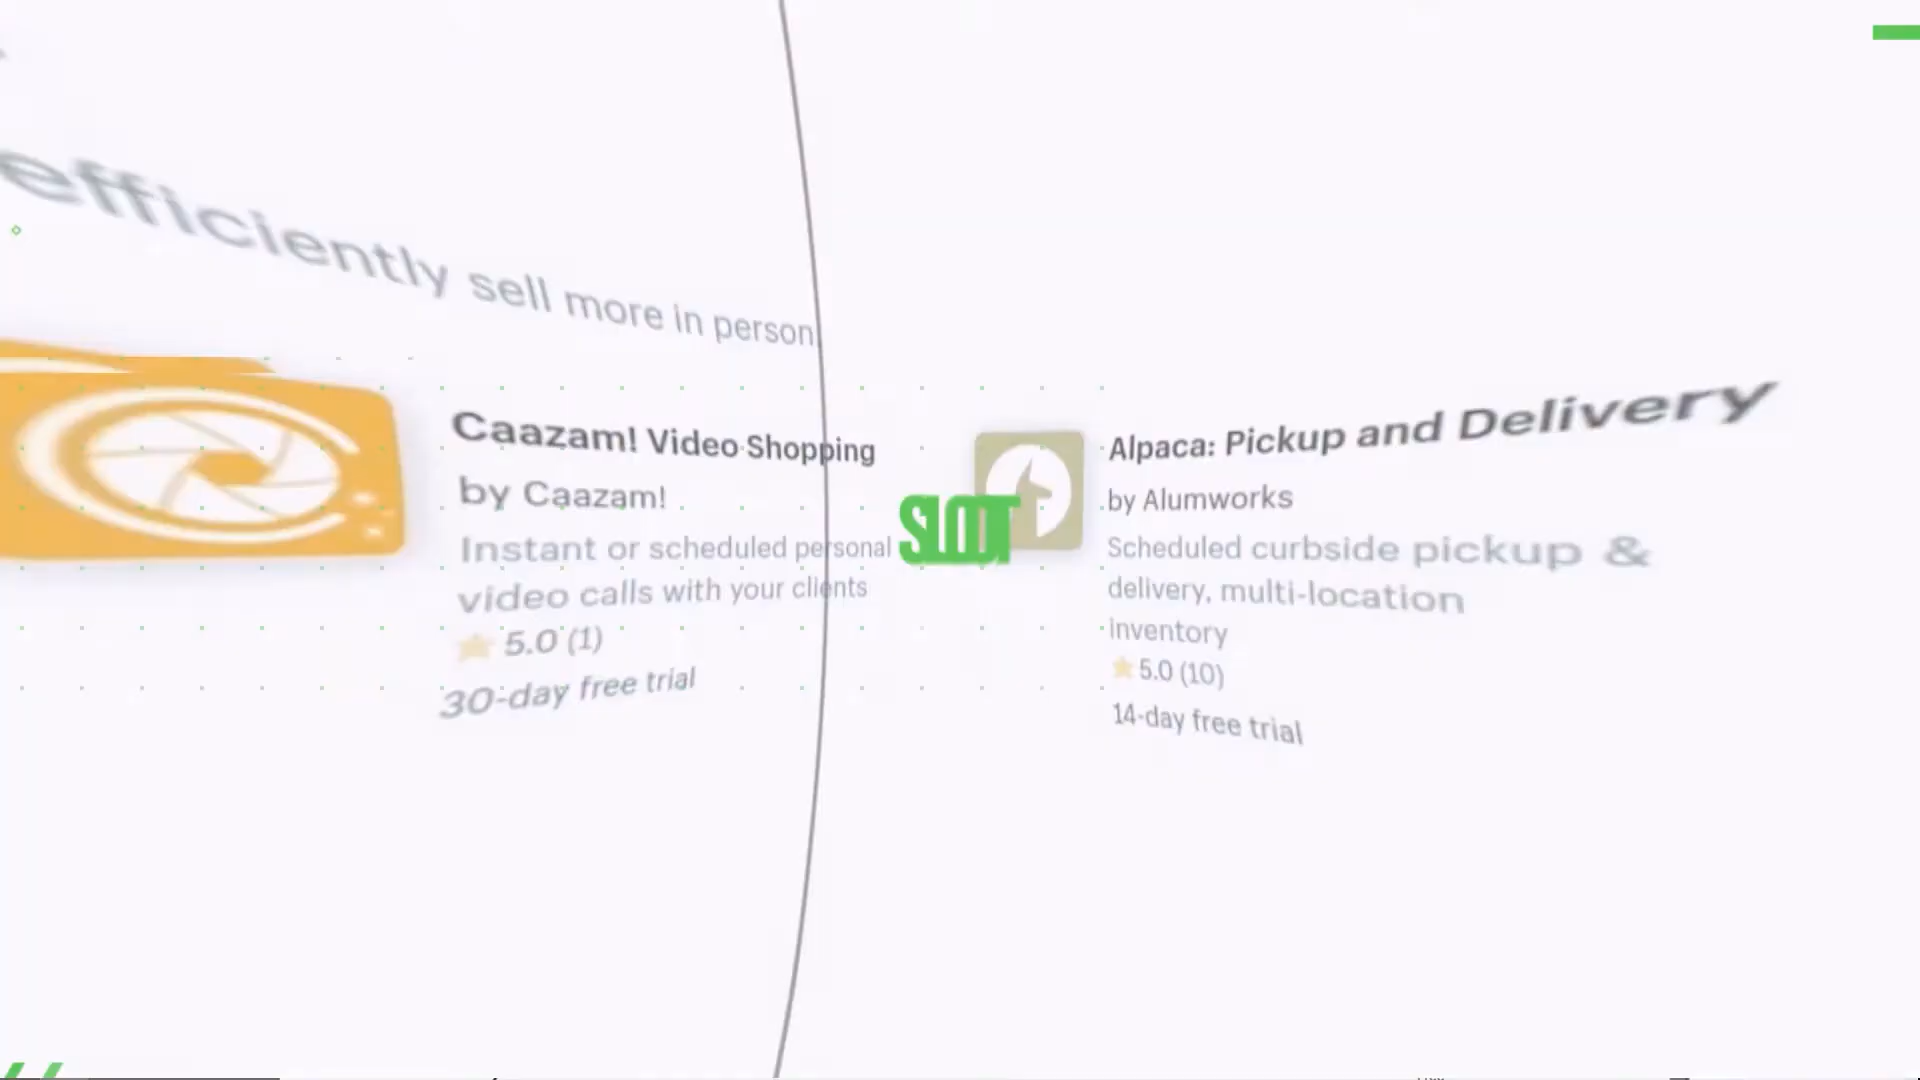 efficiently sell more in person
Caazam! Video Shopping
by Caazam!
Instant or scheduled personal
video calls with your clients
5.0 (1)
30-day free trial
SLOT
Alpaca: Pickup and Delivery
by Alumworks
Scheduled curbside pickup &
delivery, multi-location
inventory
5.0 (10)
14-day free trial